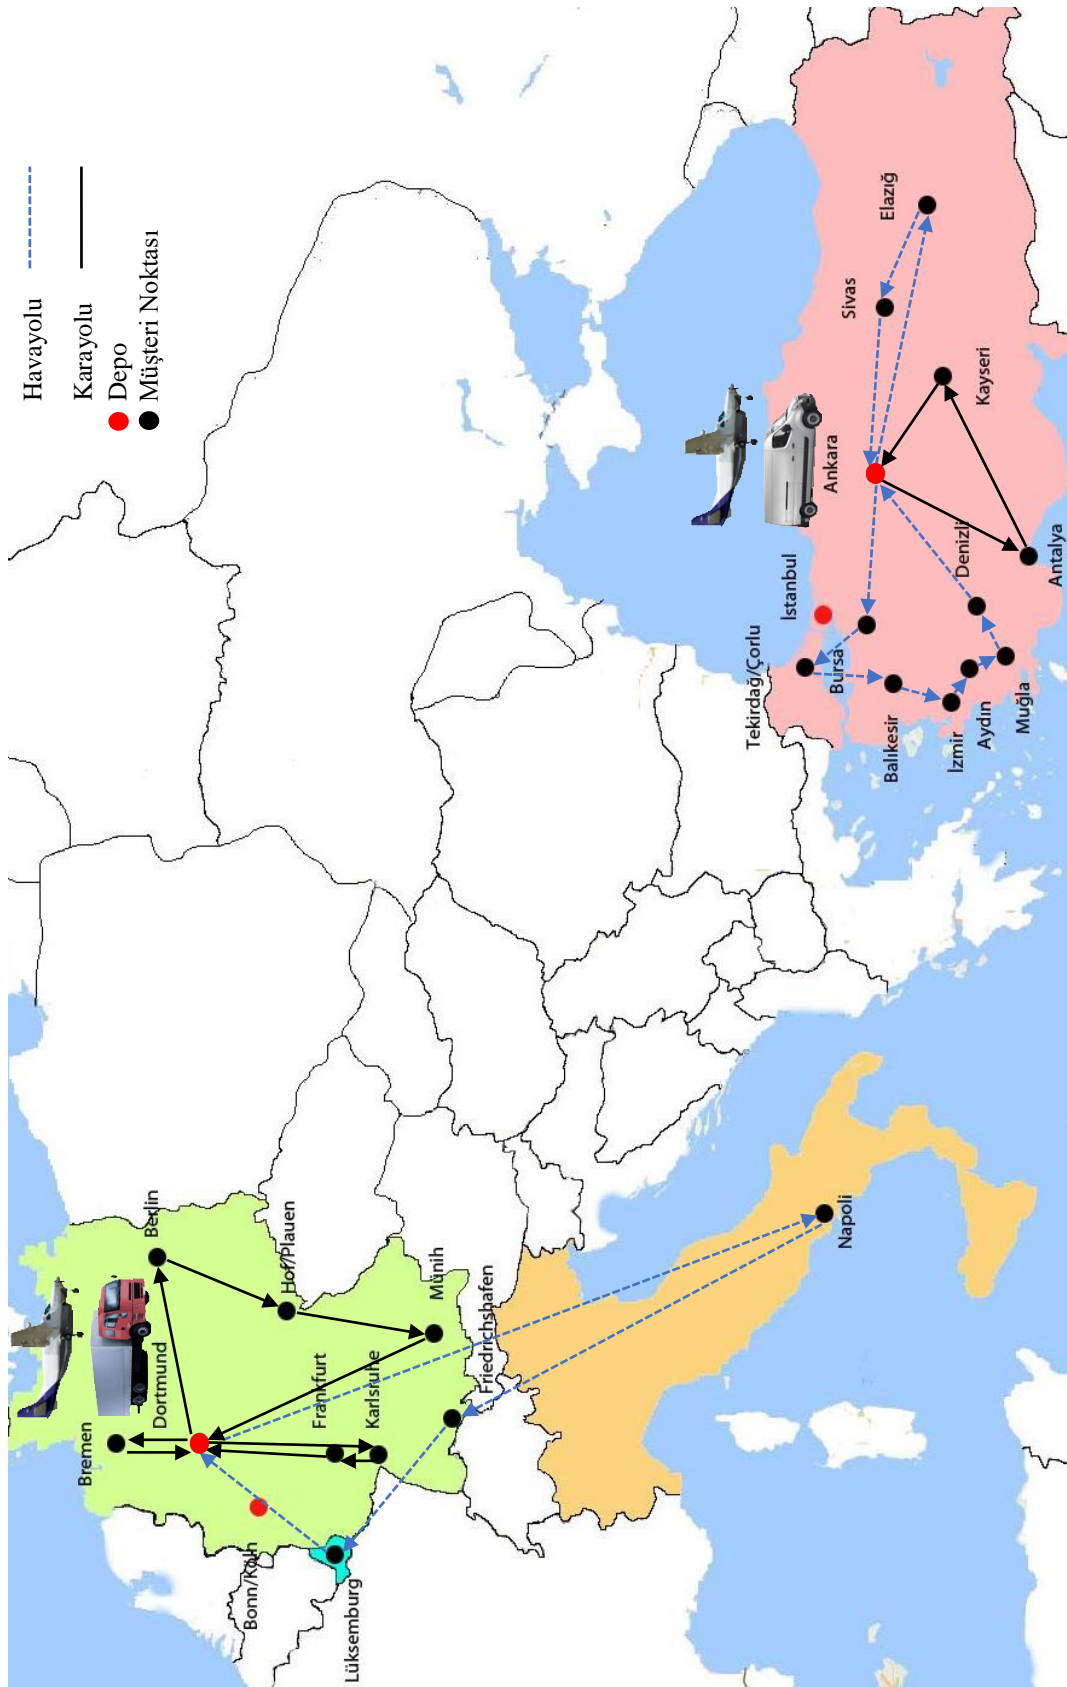 Havayolu
Karayolu
Depo
Müşteri Noktası
Bremen
Dortmund
Berlin
Hof/Plauen
Bonn/Köln
Frankfurt
Karlsruhe
Münih
Lüksemburg
Friedrichshafen
Napoli
Tekirdağ/Çorlu
İstanbul
Bursa
Balıkesir
İzmir
Aydın
Muğla
Denizli
Antalya
Ankara
Kayseri
Sivas
Elazığ